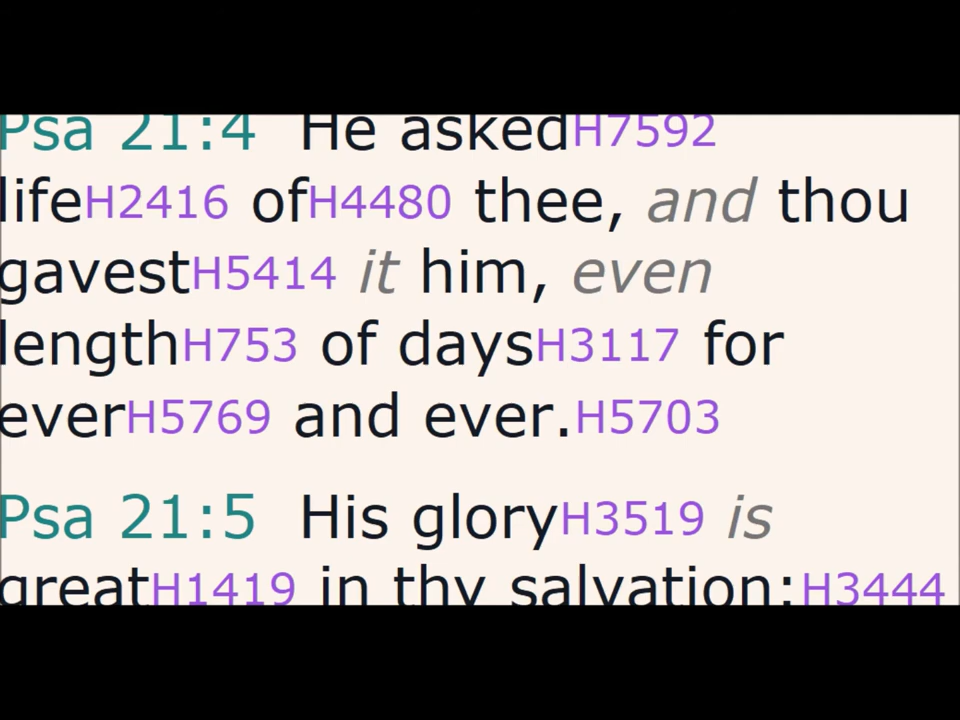 Psa 21:4 He askedH7592
lifeH2416 ofH4480 thee, and thou
gavestH5414 it him, even
lengthH753 of daysH3117 for
everH5769 and ever.H5703
Psa 21:5 His gloryH3519 is
greatH1419 in thy salvation:H3444